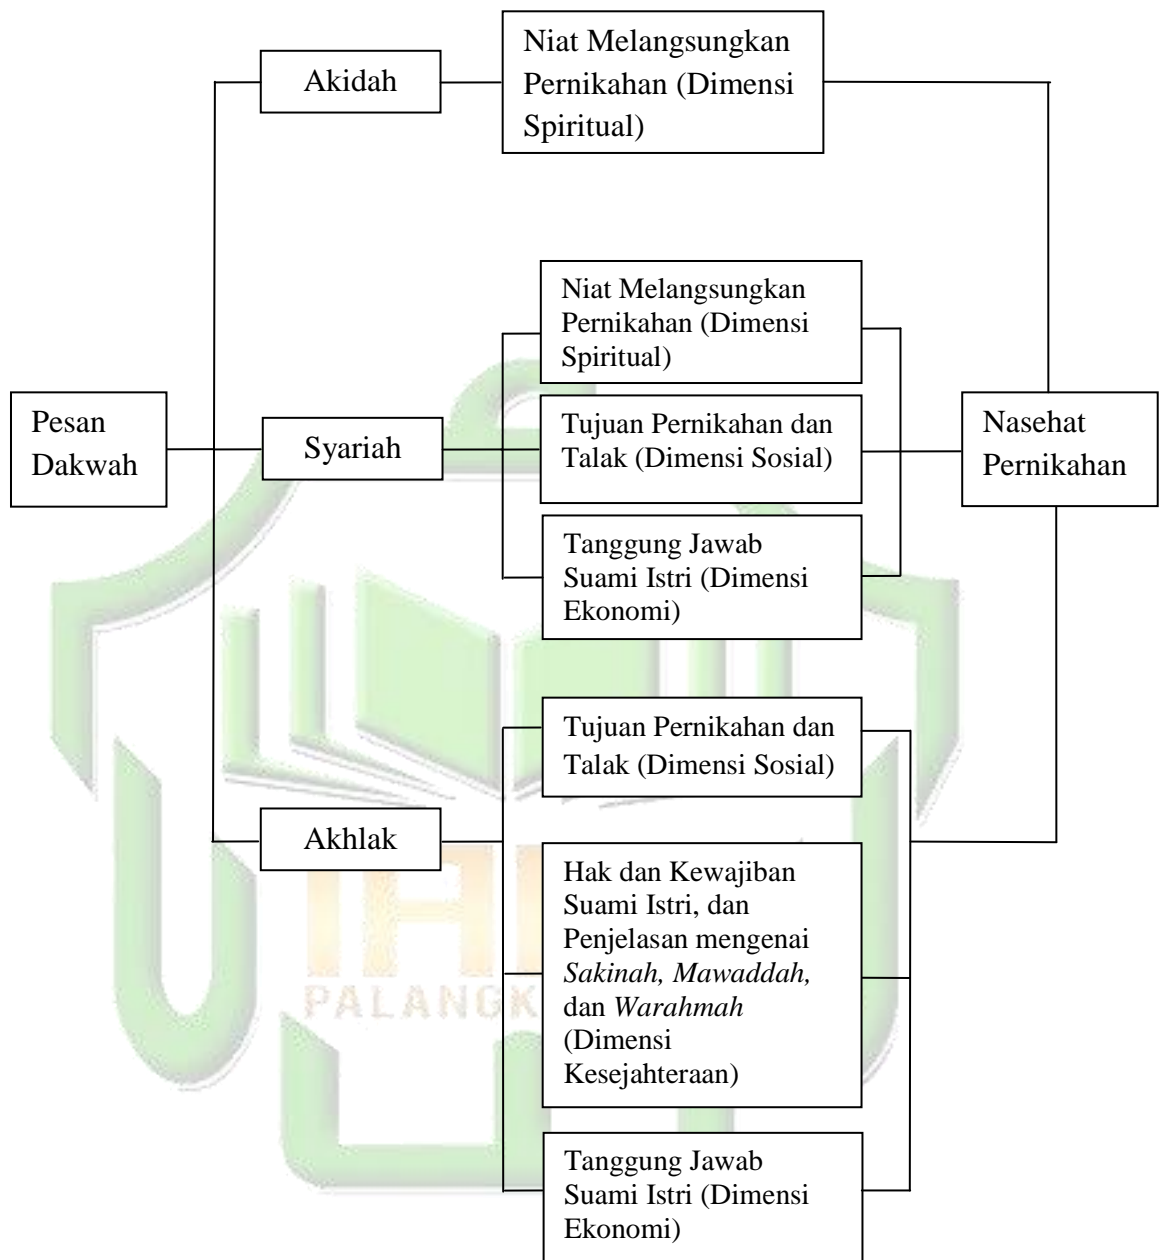 Akidah
Niat Melangsungkan
Pernikahan (Dimensi
Spiritual)
Pesan
Dakwah
Syariah
Niat Melangsungkan
Pernikahan (Dimensi
Spiritual)
Tujuan Pernikahan dan
Talak (Dimensi Sosial)
Tanggung Jawab
Suami Istri (Dimensi
Ekonomi)
Nasehat
Pernikahan
Akhlak
Tujuan Pernikahan dan
Talak (Dimensi Sosial)
Hak dan Kewajiban
Suami Istri, dan
Penjelasan mengenai
Sakinah, Mawaddah,
dan Warahmah
(Dimensi
Kesejahteraan)
Tanggung Jawab
Suami Istri (Dimensi
Ekonomi)